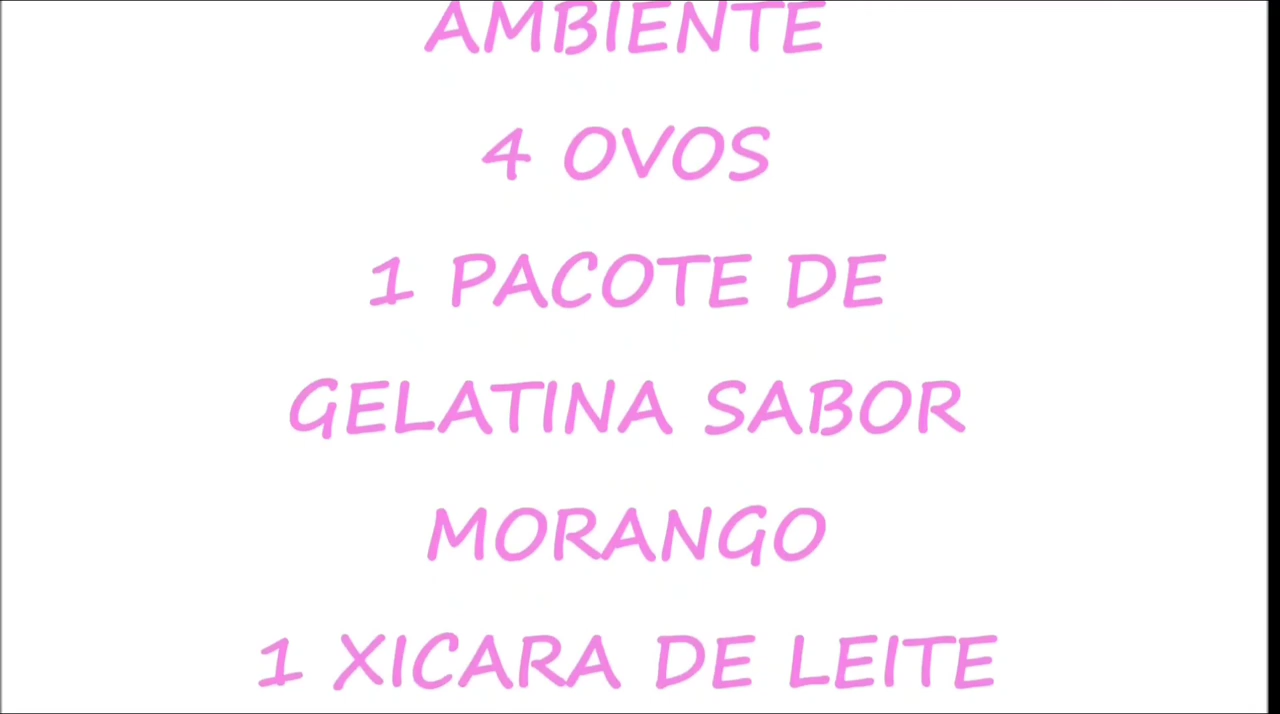 AMBIENTE
4 OVOS
1 PACOTE DE
GELATINA SABOR
MORANGO
1 XICARA DE LEITE